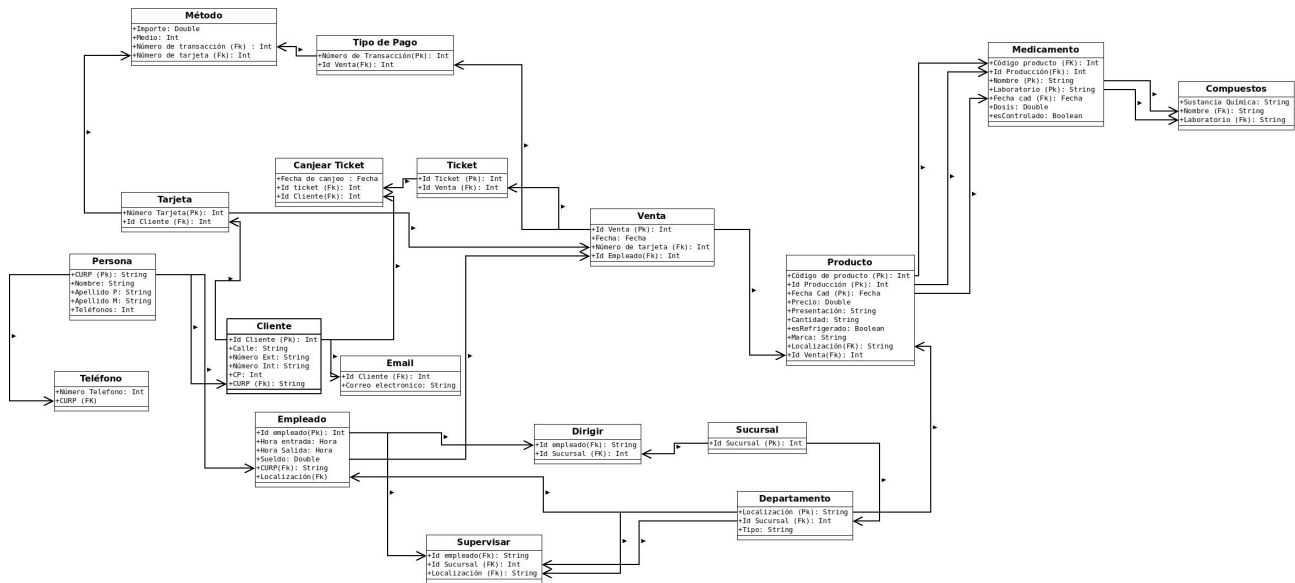 Método
+Importe: Double
+Medio: Int
+Número de transacción (Fk) : Int
+Número de tarjeta (Fk): Int
Tipo de Pago
+Número de Transacción(Pk): Int
+Id Venta(Fk): Int
Medicamento
+Código producto (FK): Int
+Id Producción(Fk): Int
+Nombre (Pk): String
+Laboratorio (Pk): String
+Fecha cad (Fk): Fecha
+Dosis: Double
+esControlado: Boolean
Compuestos
+Sustancia Química: String
+Nombre (Fk): String
+Laboratorio (Fk): String
Canjear Ticket
+Fecha de canjeo : Fecha
+Id ticket (Fk): Int
+Id Cliente(Fk): Int
Ticket
+Id Ticket (Pk): Int
+Id Venta (Fk): Int
Tarjeta
+Número Tarjeta(Pk): Int
+Id Cliente (Fk): Int
Venta
+Id Venta (Pk): Int
+Fecha: Fecha
+Número de tarjeta (Fk): Int
+Id Empleado(Fk): Int
Persona
+CURP (Pk): String
+Nombre: String
+Apellido P: String
+Apellido M: String
+Teléfonos: Int
Producto
+Código de producto (Pk): Int
+Id Producción (Pk): Int
+Fecha Cad (Pk): Fecha
+Precio: Double
+Presentación: String
+Cantidad: String
+esRefrigerado: Boolean
+Marca: String
+Localización(FK): String
+Id Venta(Fk): Int
Cliente
+Id Cliente (Pk): Int
+Calle: String
+Número Ext: String
+Número Int: String
+CP: Int
+CURP (Fk): String
Email
+Id Cliente (Fk): Int
+Correo electronico: String
Teléfono
+Número Telefono: Int
+CURP (FK)
Empleado
+Id empleado(Pk): Int
+Hora entrada: Hora
+Hora Salida: Hora
+Sueldo: Double
+CURP(Fk): String
+Localización(Fk)
Dirigir
+Id empleado(Fk): String
+Id Sucursal (FK): Int
Sucursal
+Id Sucursal (Pk): Int
Departamento
+Localización (Pk): String
+Id Sucursal (Fk): Int
+Tipo: String
Supervisar
+Id empleado(Fk): String
+Id Sucursal (FK): Int
+Localización (Fk): String